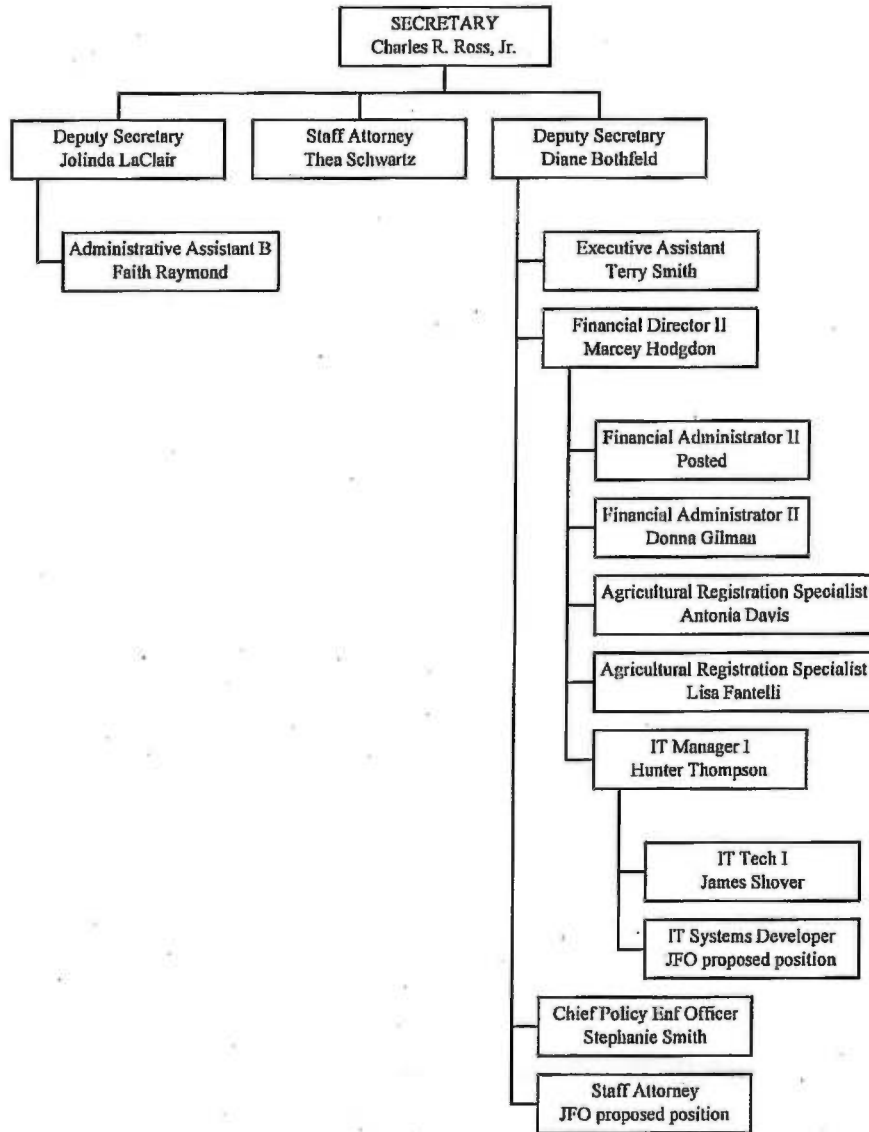 SECRETARY
Charles R. Ross, Jr.
Deputy Secretary
Jolinda LaClair
Staff Attorney
Thea Schwartz
Deputy Secretary
Diane Bothfeld
Administrative Assistant B
Faith Raymond
Executive Assistant
Terry Smith
Financial Director II
Marcey Hodgdon
Financial Administrator II
Posted
Financial Administrator II
Donna Gilman
Agricultural Registration Specialist
Antonia Davis
Agricultural Registration Specialist
Lisa Fantelli
IT Manager I
Hunter Thompson
IT Tech I
James Shover
IT Systems Developer
JFO proposed position
Chief Policy Enf Officer
Stephanie Smith
Staff Attorney
JFO proposed position